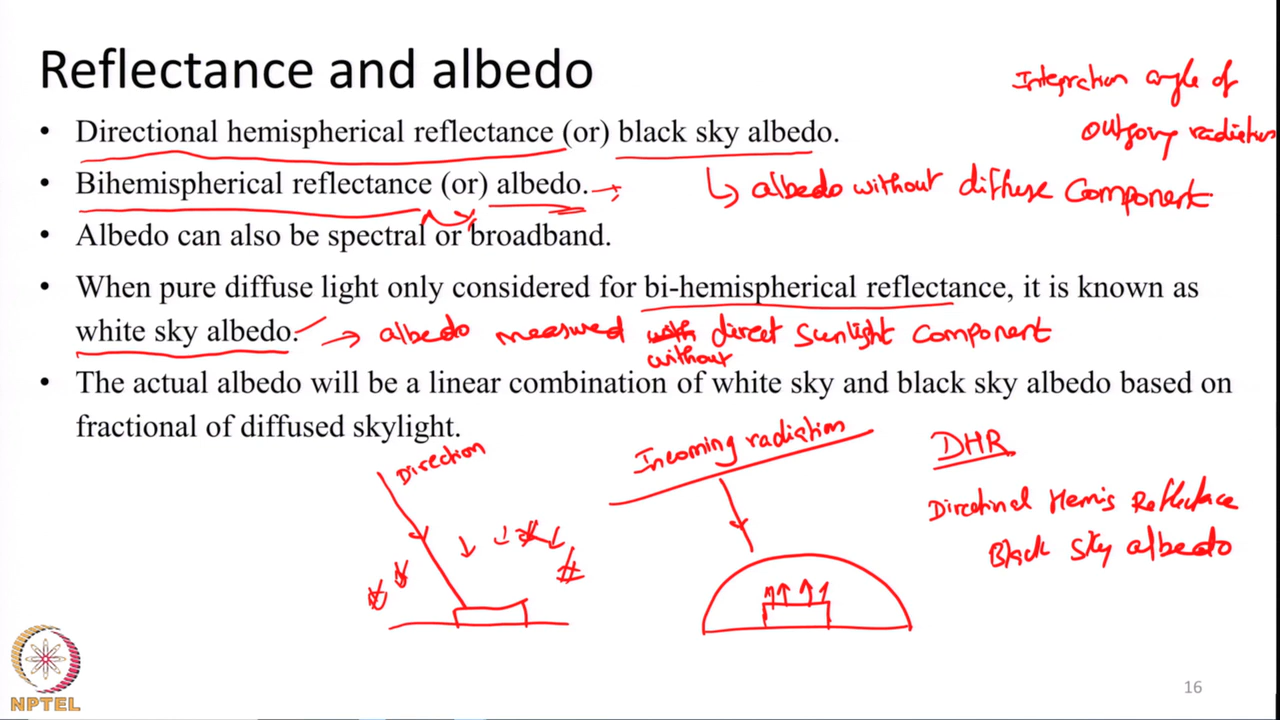 Reflectance and albedo
Integration angle of
outgoing radiation
• Directional hemispherical reflectance (or) black sky albedo.
• Bihemispherical reflectance (or) albedo.
albedo without diffuse component
• Albedo can also be spectral or broadband.
• When pure diffuse light only considered for bi-hemispherical reflectance, it is known as
white sky albedo.
albedo measured with direct sunlight component
without
• The actual albedo will be a linear combination of white sky and black sky albedo based on
fractional of diffused skylight.
Direction
Incoming radiation
DHR
Directinal Hemis Reflectace
Black sky albedo
NPTEL
16